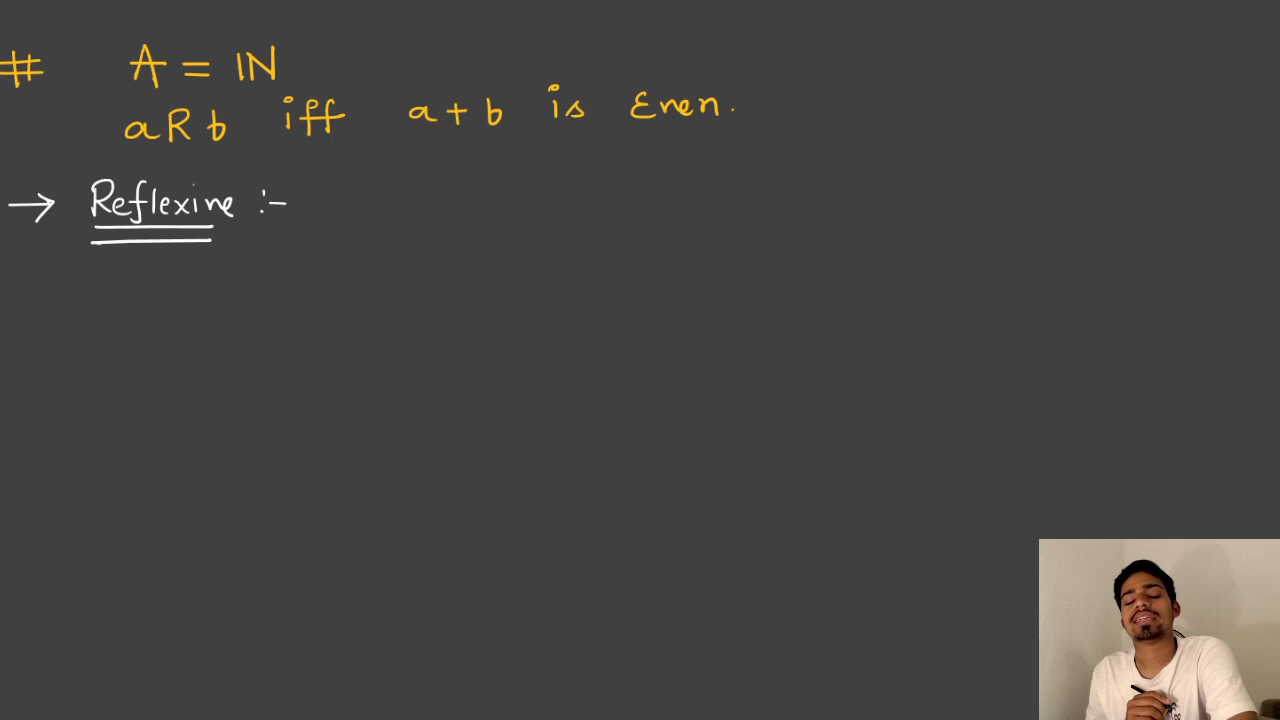 # A = IN
aRb iff a + b is Even.
→ Reflexive :-